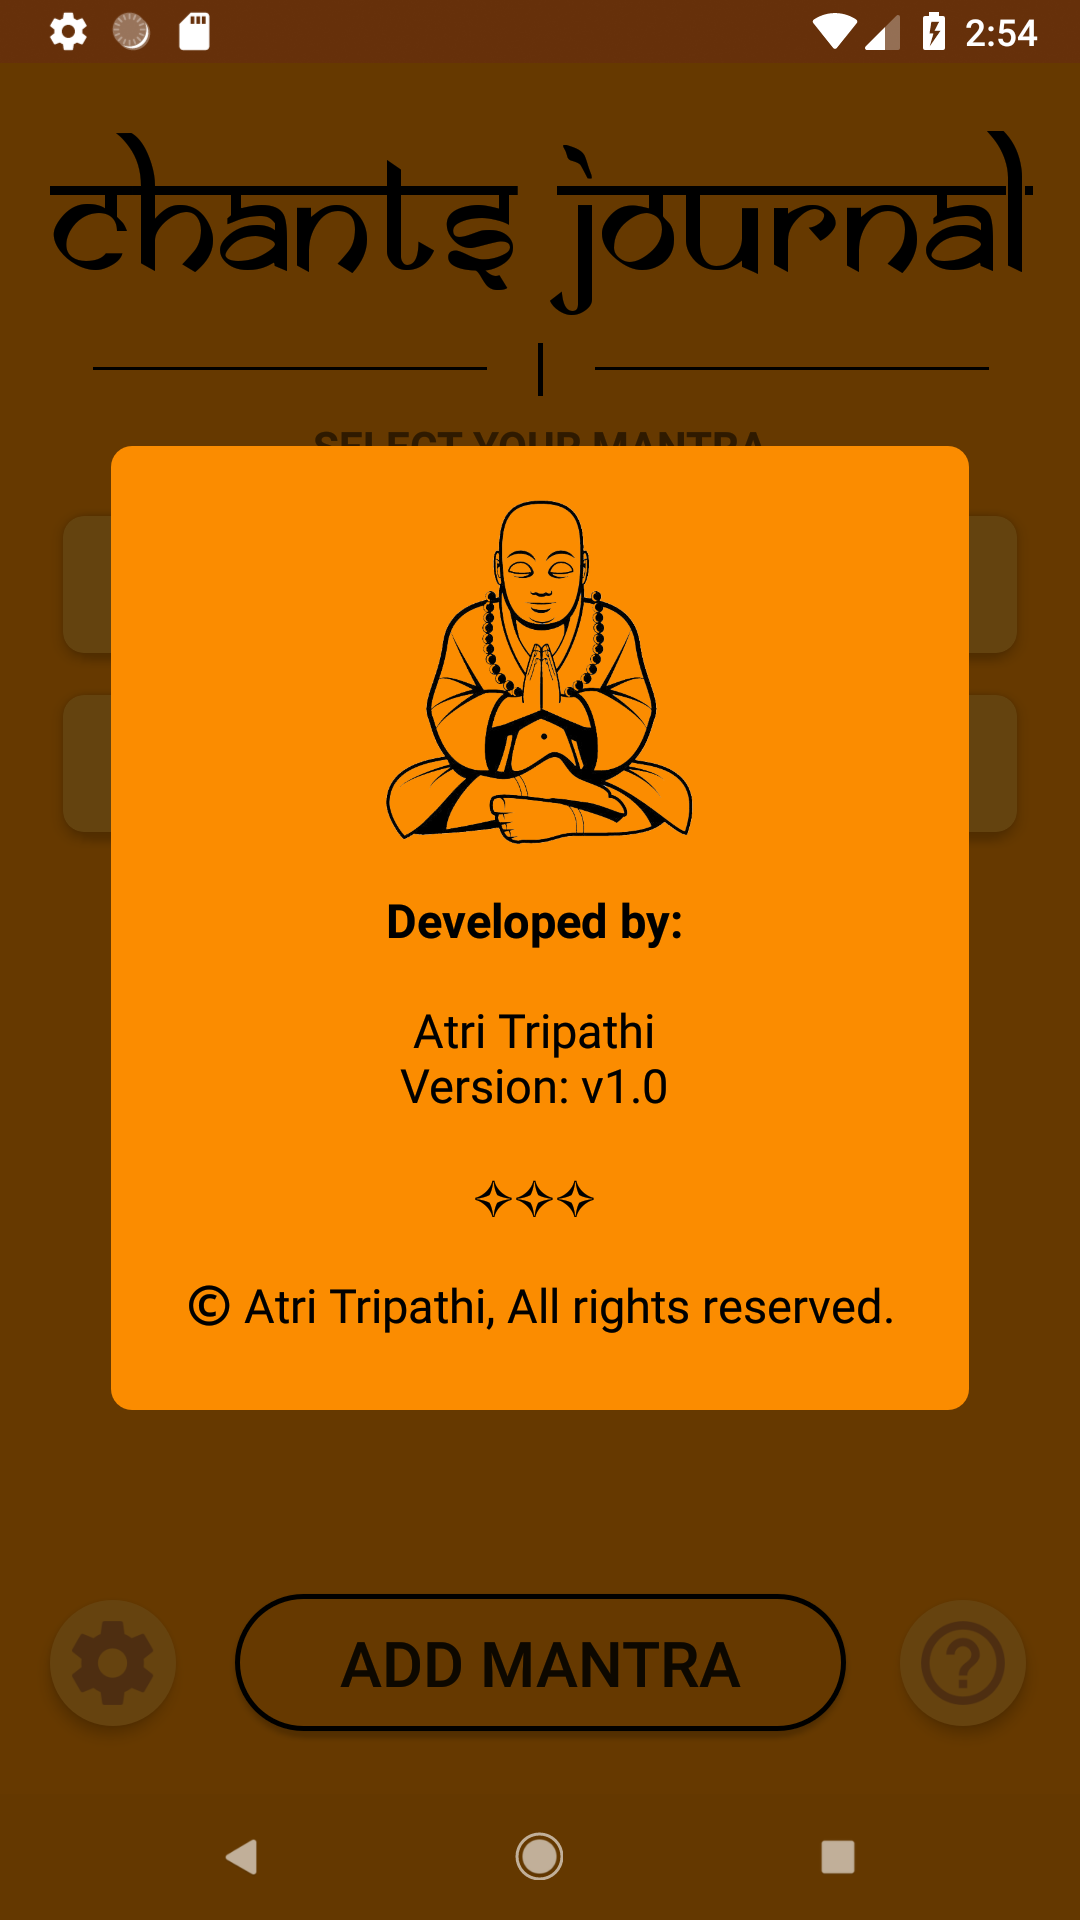 2:54
chants journal
SELECT YOUR MANTRA
Developed by:
Atri Tripathi
Version: v1.0
✧✧✧
© Atri Tripathi, All rights reserved.
ADD MANTRA